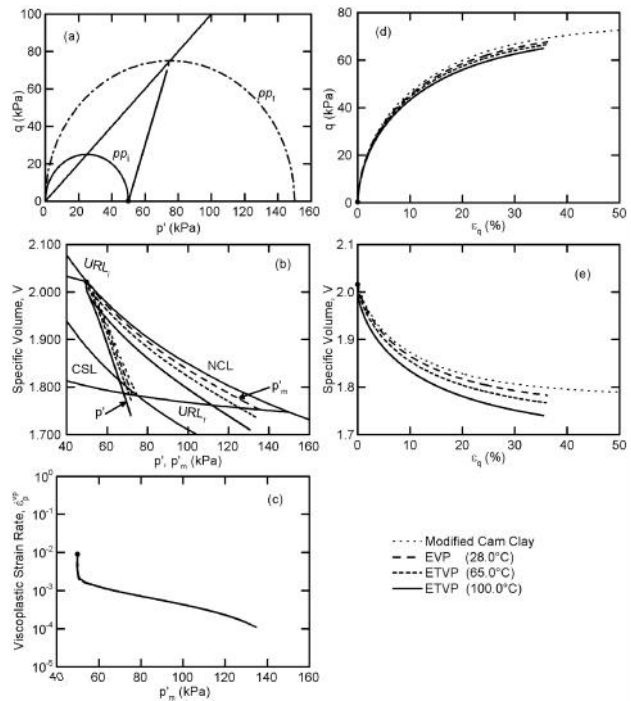 (a)
100
80
60
40
20
0
q (kPa)
pp_f
pp_i
0 20 40 60 80 100 120 140 160
p' (kPa)
(d)
80
60
40
20
0
q (kPa)
0 10 20 30 40 50
ε_q (%)
(b)
2.100
2.000
1.900
1.800
1.700
Specific Volume, V
URL_i
NCL
CSL
p'_m
p'
URL_f
40 60 80 100 120 140 160
p', p'_m (kPa)
(e)
2.1
2.0
1.9
1.8
1.7
Specific Volume, V
0 10 20 30 40 50
ε_q (%)
(c)
10^0
10^-1
10^-2
10^-3
10^-4
10^-5
Viscoplastic Strain Rate, ε̇_p^vp
40 60 80 100 120 140 160
p'_m (kPa)
Modified Cam Clay
EVP (28.0°C)
ETVP (65.0°C)
ETVP (100.0°C)